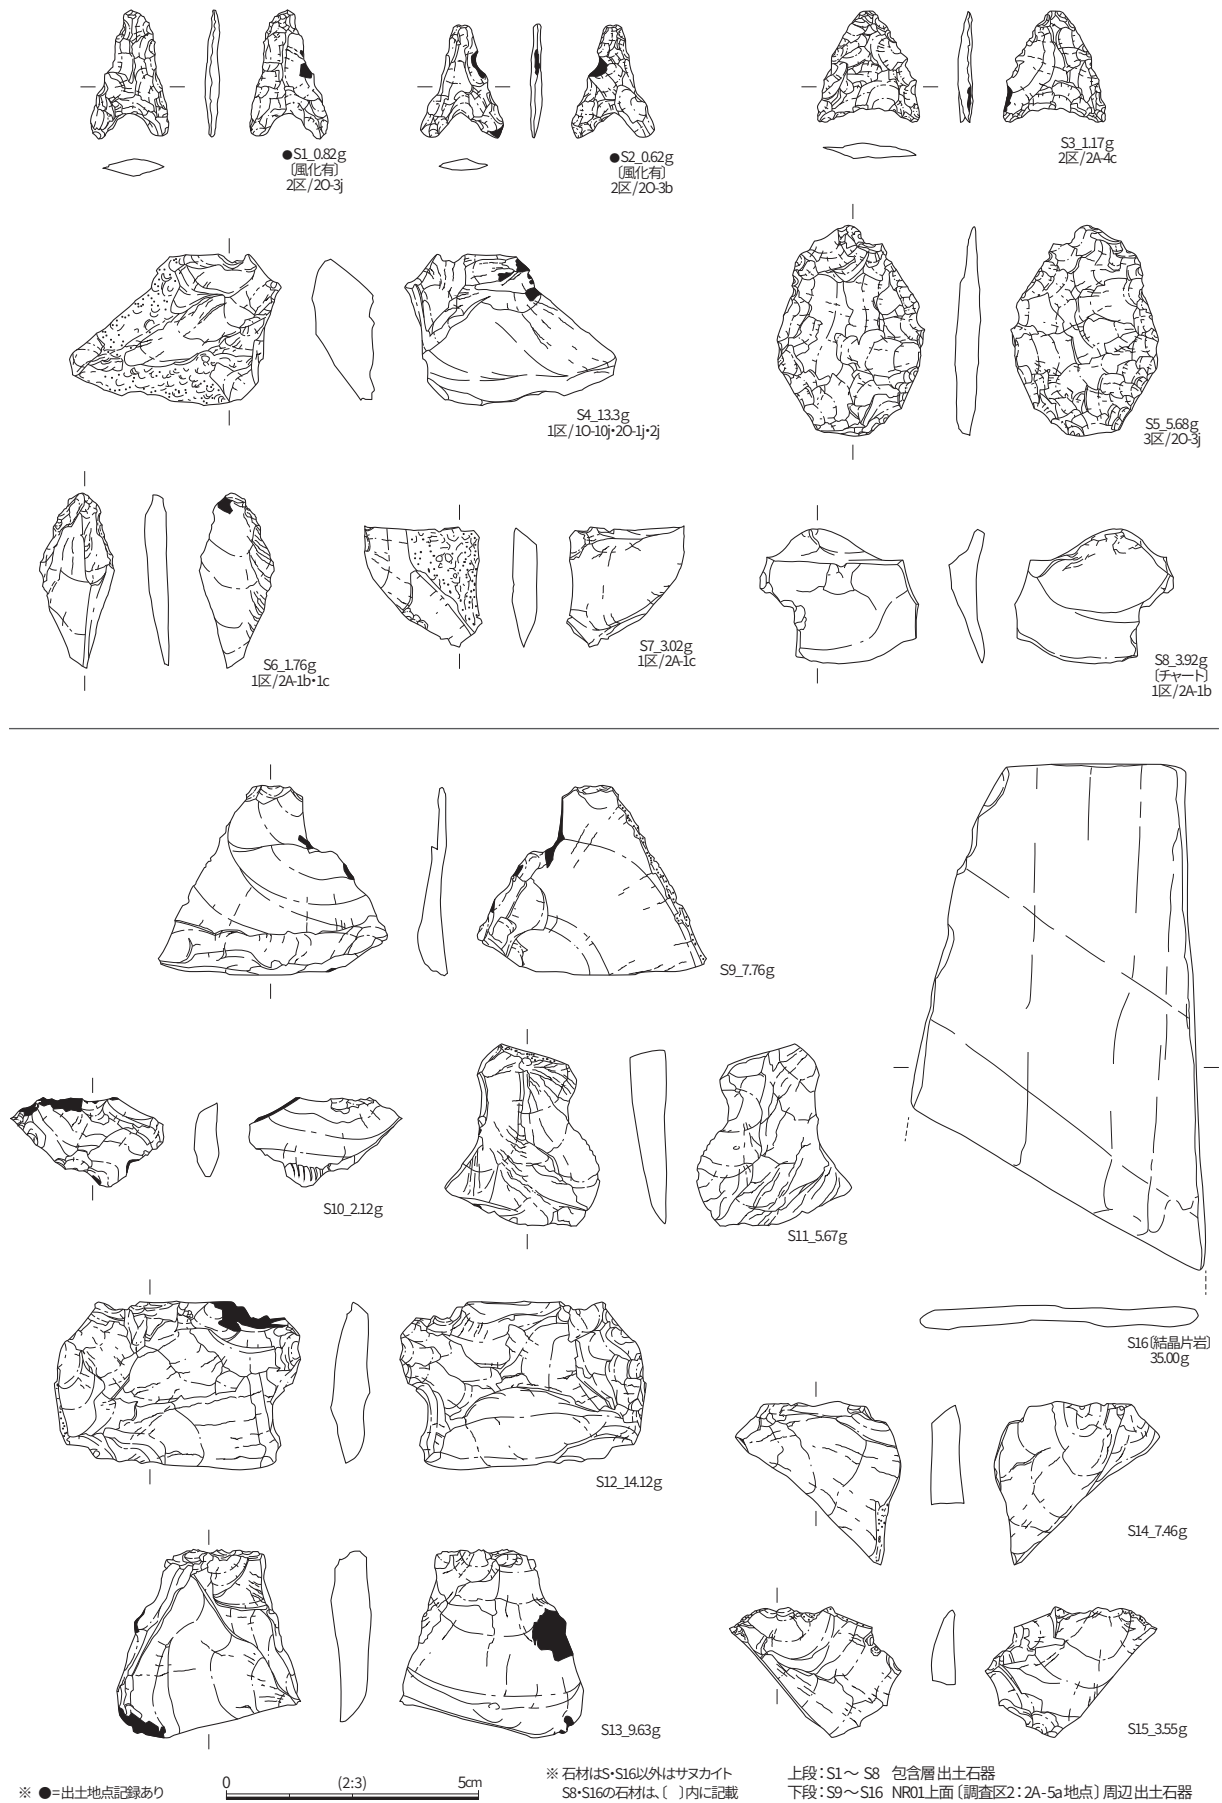 ●S1_0.82g
〔風化有〕
2区/2O-3j
●S2_0.62g
〔風化有〕
2区/2O-3b
S3_1.17g
2区/2A-4c
S4_13.3g
1区/1O-10j・2O-1j・2j
S5_5.68g
3区/2O-3j
S6_1.76g
1区/2A-1b・1c
S7_3.02g
1区/2A-1c
S8_3.92g
〔チャート〕
1区/2A-1b
S9_7.76g
S10_2.12g
S11_5.67g
S16〔結晶片岩〕
35.00g
S12_14.12g
S14_7.46g
S13_9.63g
S15_3.55g
※ ●=出土地点記録あり
0 (2:3) 5cm
※ 石材はS・S16以外はサヌカイト
S8・S16の石材は、〔 〕内に記載
上段：S1～ S8 包含層出土石器
下段：S9～S16 NR01上面〔調査区2：2A-5a地点〕周辺出土石器